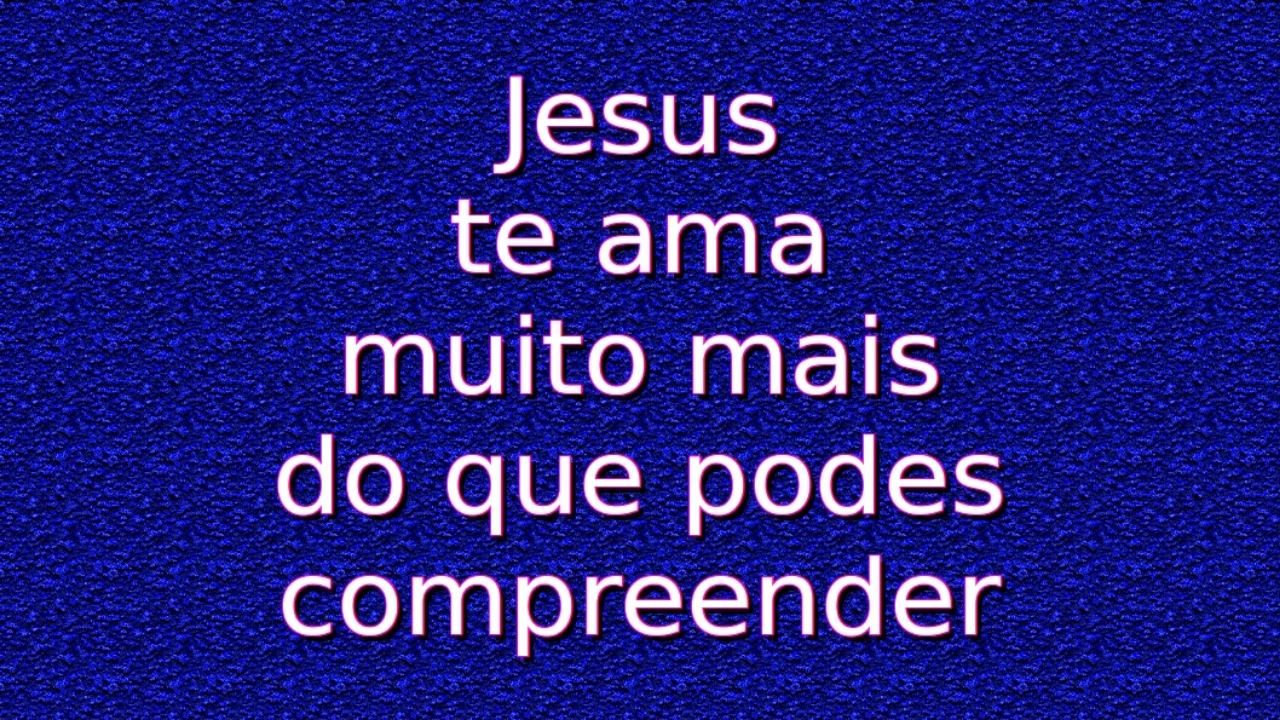 Jesus
te ama
muito mais
do que podes
compreender